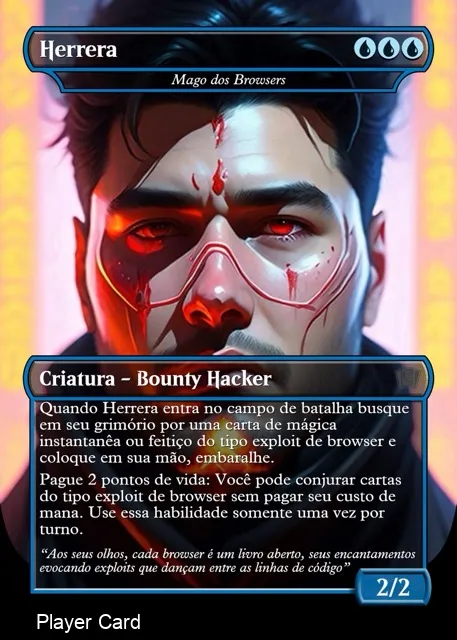 Herrera
Mago dos Browsers
Criatura – Bounty Hacker
Quando Herrera entra no campo de batalha busque
em seu grimório por uma carta de mágica
instantanêa ou feitiço do tipo exploit de browser e
coloque em sua mão, embaralhe.
Pague 2 pontos de vida: Você pode conjurar cartas
do tipo exploit de browser sem pagar seu custo de
mana. Use essa habilidade somente uma vez por
turno.
“Aos seus olhos, cada browser é um livro aberto, seus encantamentos
evocando exploits que dançam entre as linhas de código”
2/2
Player Card